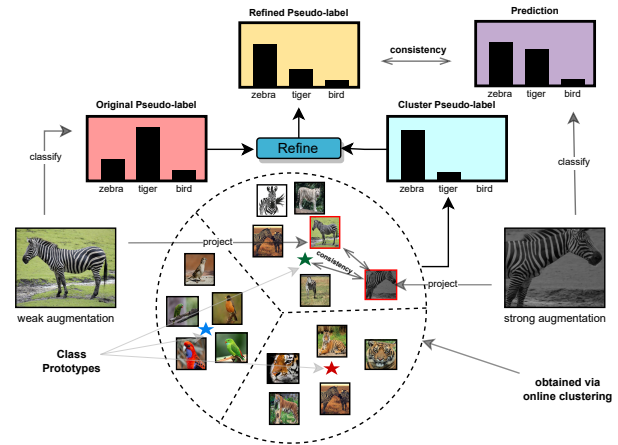 Refined Pseudo-label
Prediction
consistency
zebra tiger bird
zebra tiger bird
Original Pseudo-label
Cluster Pseudo-label
Refine
classify
classify
zebra tiger bird
zebra tiger bird
project
consistency
project
weak augmentation
strong augmentation
Class
Prototypes
obtained via
online clustering